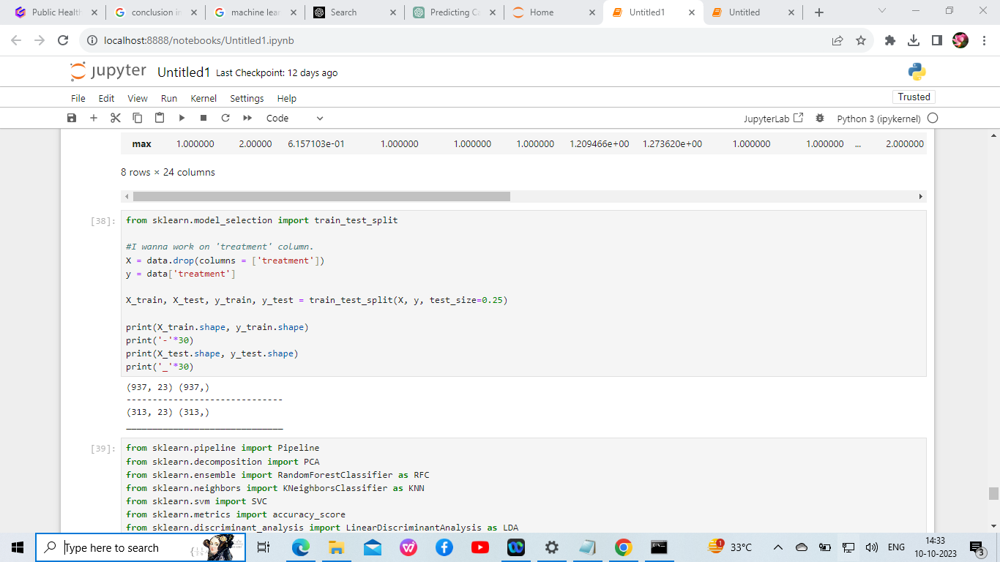 Public Healt
conclusion in
machine lear
Search
Predicting Ca
Home
Untitled1
Untitled
localhost:8888/notebooks/Untitled1.ipynb
jupyter Untitled1 Last Checkpoint: 12 days ago
File Edit View Run Kernel Settings Help
Trusted
Code
JupyterLab
Python 3 (ipykernel)
max 1.000000 2.00000 6.157103e-01 1.000000 1.000000 1.000000 1.209466e+00 1.273620e+00 1.000000 1.000000 ... 2.000000
8 rows × 24 columns
[38]:
from sklearn.model_selection import train_test_split
#I wanna work on 'treatment' column.
X = data.drop(columns = ['treatment'])
y = data['treatment']
X_train, X_test, y_train, y_test = train_test_split(X, y, test_size=0.25)
print(X_train.shape, y_train.shape)
print('-'*30)
print(X_test.shape, y_test.shape)
print('_'*30)
(937, 23) (937,)
------------------------------
(313, 23) (313,)
______________________________
[39]:
from sklearn.pipeline import Pipeline
from sklearn.decomposition import PCA
from sklearn.ensemble import RandomForestClassifier as RFC
from sklearn.neighbors import KNeighborsClassifier as KNN
from sklearn.svm import SVC
from sklearn.metrics import accuracy_score
from sklearn.discriminant_analysis import LinearDiscriminantAnalysis as LDA
Type here to search
1
33°C
ENG
14:33
10-10-2023
3